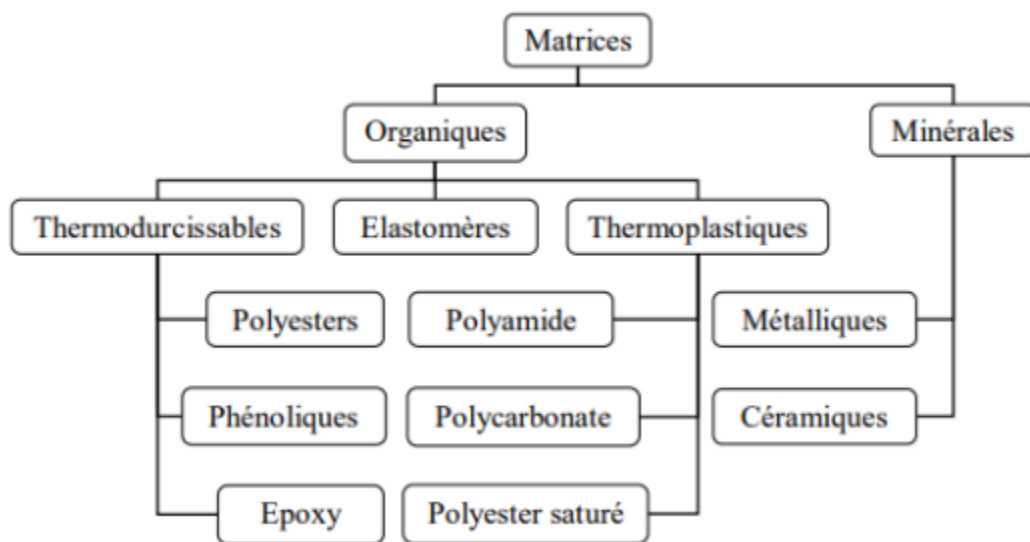 Matrices
Organiques
Minérales
Thermodurcissables
Elastomères
Thermoplastiques
Polyesters
Polyamide
Métalliques
Phénoliques
Polycarbonate
Céramiques
Epoxy
Polyester saturé